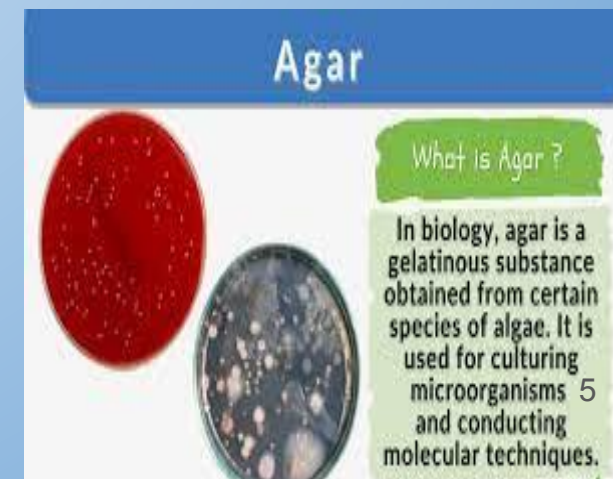 Agar
What is Agar ?
In biology, agar is a
gelatinous substance
obtained from certain
species of algae. It is
used for culturing
microorganisms 5
and conducting
molecular techniques.